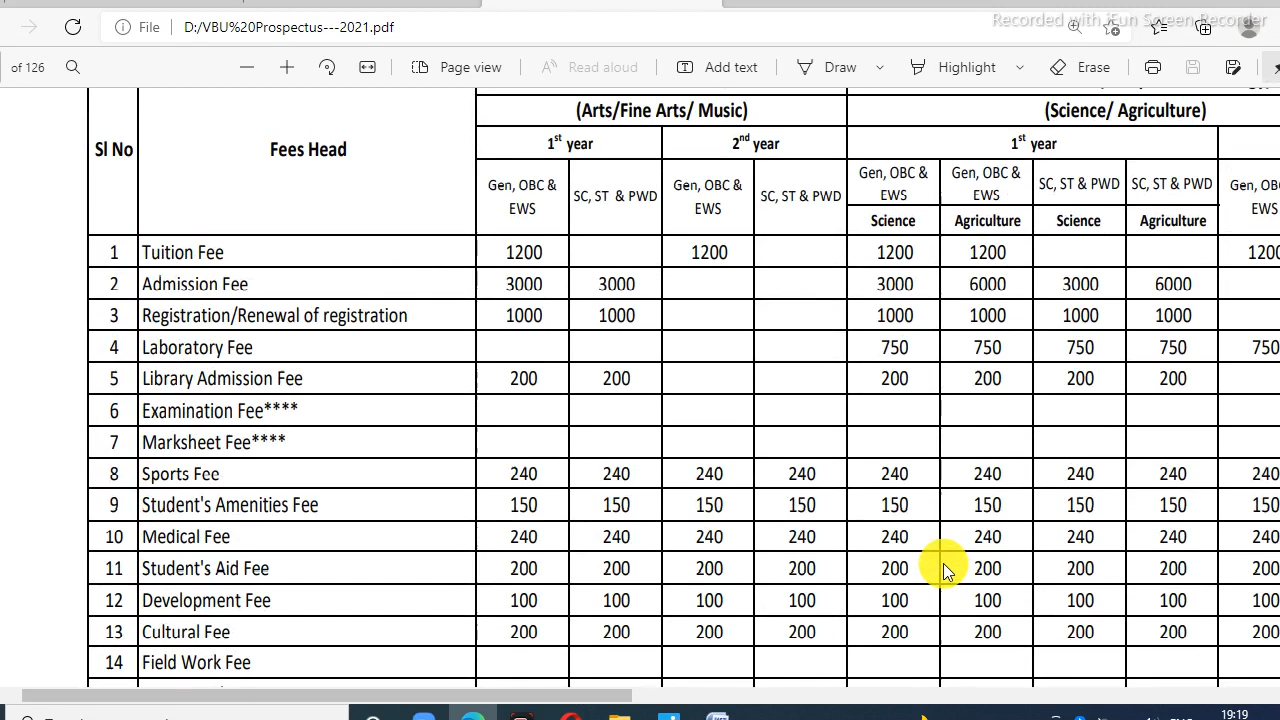 Recorded with iFun Screen Recorder
File D:/VBU%20Prospectus---2021.pdf
of 126 Page view Read aloud Add text Draw Highlight Erase
(Arts/Fine Arts/ Music) (Science/ Agriculture)
Sl No Fees Head 1st year 2nd year 1st year
Gen, OBC & EWS SC, ST & PWD Gen, OBC & EWS SC, ST & PWD Gen, OBC & EWS Gen, OBC & EWS SC, ST & PWD SC, ST & PWD Gen, OBC EWS
Science Agriculture Science Agriculture
1 Tuition Fee 1200 1200 1200 1200 1200
2 Admission Fee 3000 3000 3000 6000 3000 6000
3 Registration/Renewal of registration 1000 1000 1000 1000 1000 1000
4 Laboratory Fee 750 750 750 750 750
5 Library Admission Fee 200 200 200 200 200 200
6 Examination Fee****
7 Marksheet Fee****
8 Sports Fee 240 240 240 240 240 240 240 240 240
9 Student's Amenities Fee 150 150 150 150 150 150 150 150 150
10 Medical Fee 240 240 240 240 240 240 240 240 240
11 Student's Aid Fee 200 200 200 200 200 200 200 200 200
12 Development Fee 100 100 100 100 100 100 100 100 100
13 Cultural Fee 200 200 200 200 200 200 200 200 200
14 Field Work Fee
19:19